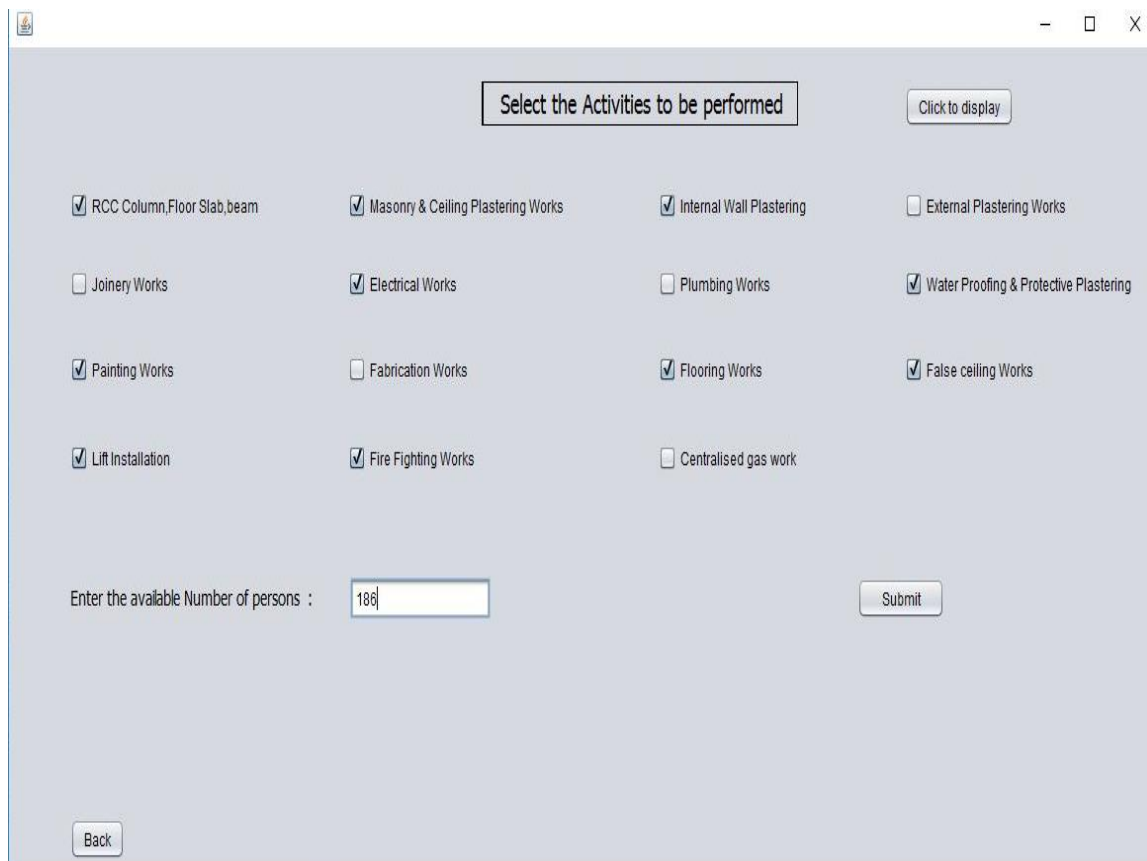 Select the Activities to be performed
Click to display
RCC Column,Floor Slab,beam
Masonry & Ceiling Plastering Works
Internal Wall Plastering
External Plastering Works
Joinery Works
Electrical Works
Plumbing Works
Water Proofing & Protective Plastering
Painting Works
Fabrication Works
Flooring Works
False ceiling Works
Lift Installation
Fire Fighting Works
Centralised gas work
Enter the available Number of persons :
186
Submit
Back